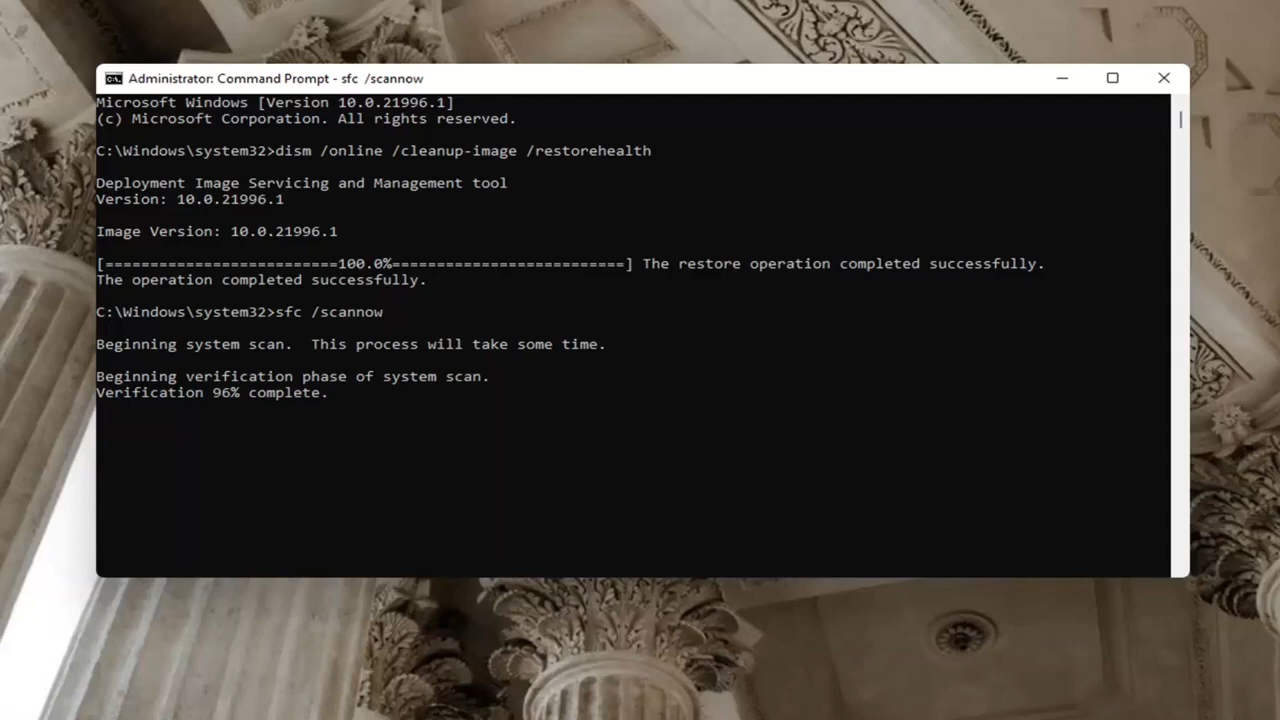 Administrator: Command Prompt - sfc  /scannow
Microsoft Windows [Version 10.0.21996.1]
(c) Microsoft Corporation. All rights reserved.
C:\Windows\system32>dism /online /cleanup-image /restorehealth
Deployment Image Servicing and Management tool
Version: 10.0.21996.1
Image Version: 10.0.21996.1
[==========================100.0%==========================] The restore operation completed successfully.
The operation completed successfully.
C:\Windows\system32>sfc /scannow
Beginning system scan.  This process will take some time.
Beginning verification phase of system scan.
Verification 96% complete.